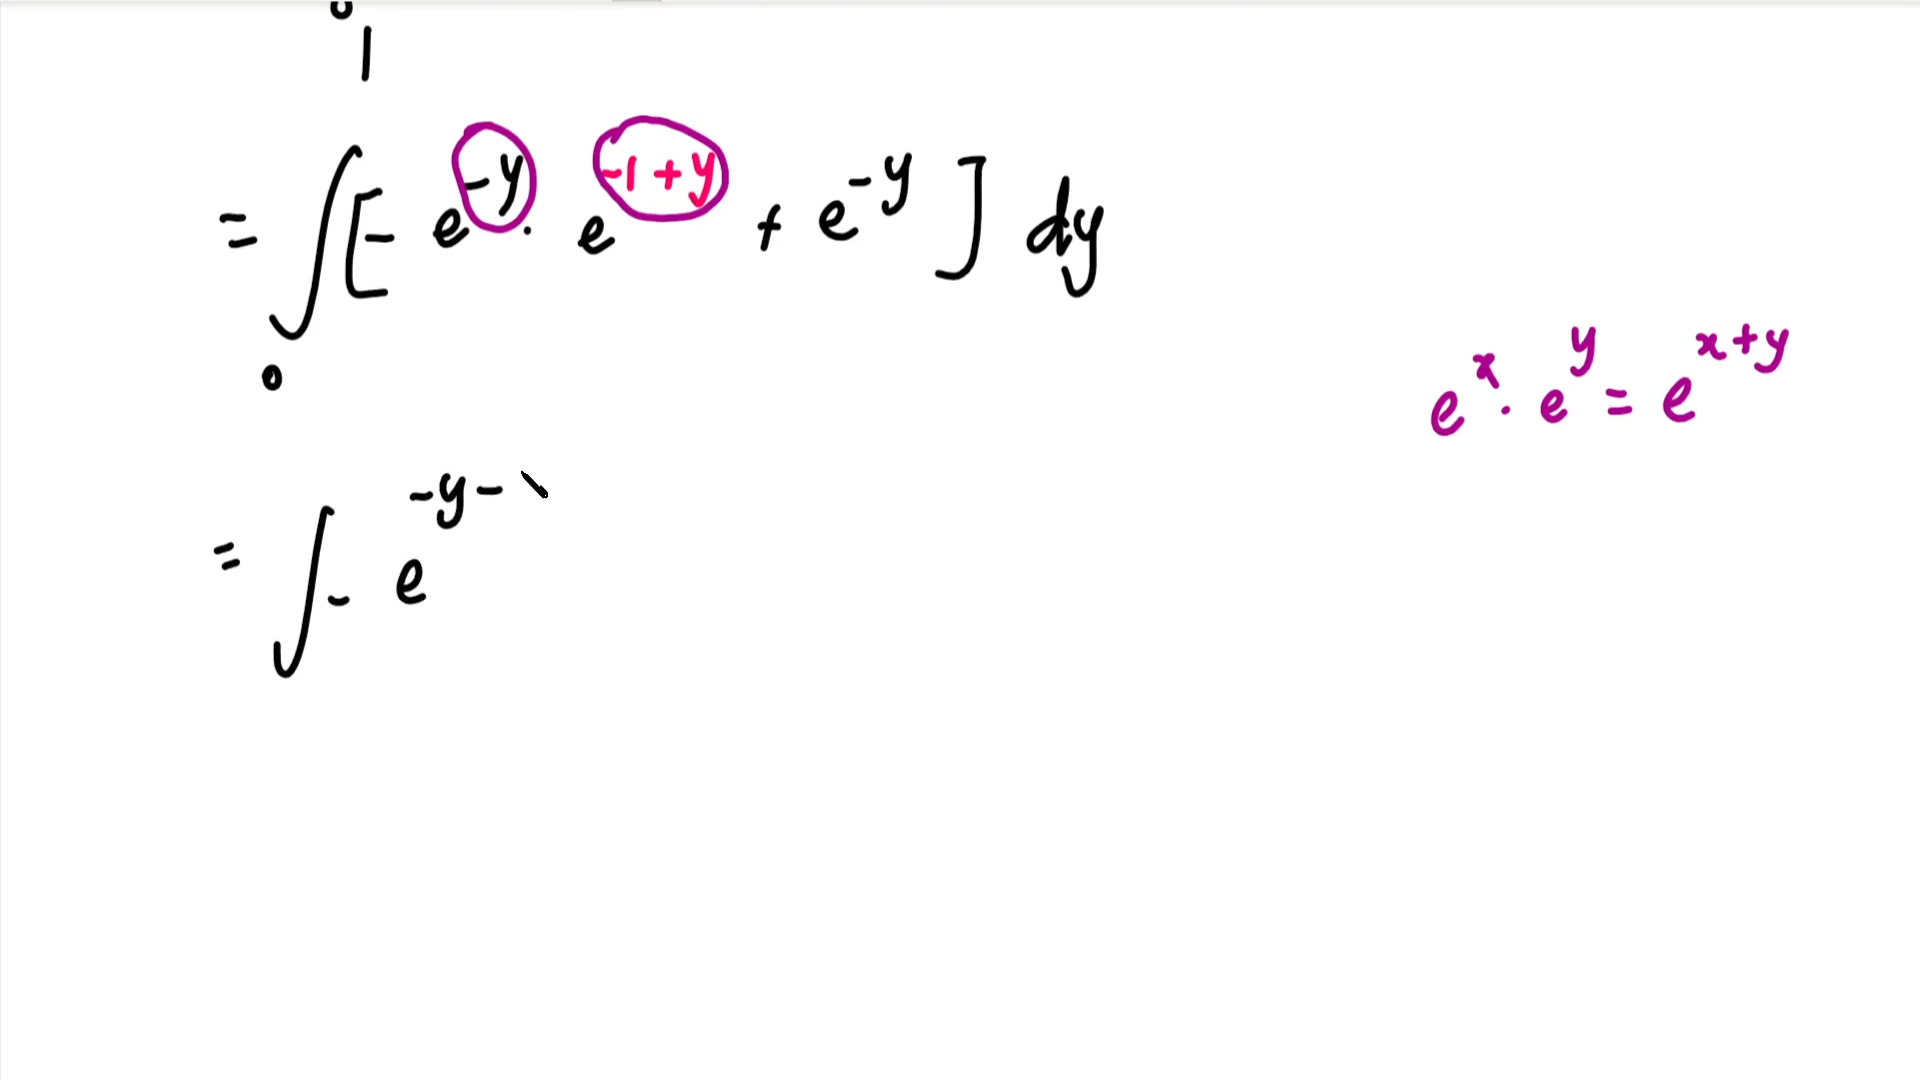 1
= ∫₀ [- e^{-y} · e^{-1+y} + e^{-y}] dy
e^x · e^y = e^{x+y}
= ∫ - e^{-y-}